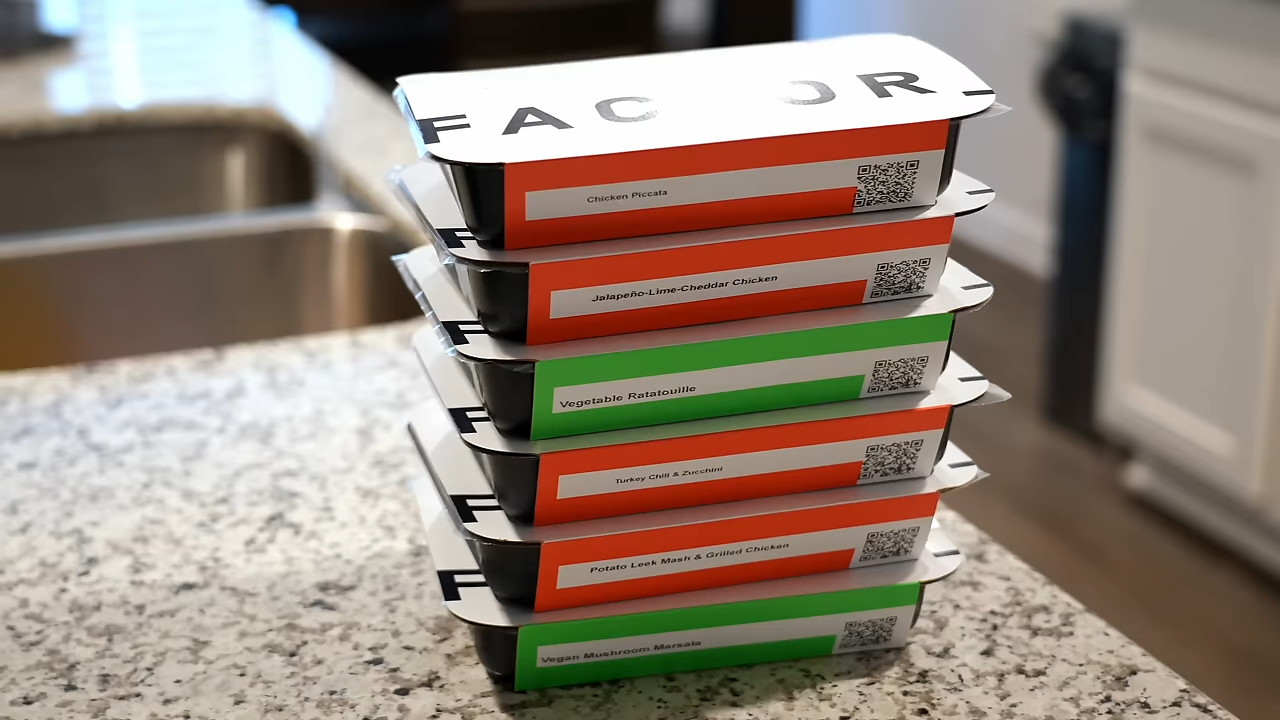 FAC OR
Chicken Piccata
F
Jalapeño-Lime-Cheddar Chicken
F
Vegetable Ratatouille
F
Turkey Chili & Zucchini
F
Potato Leek Mash & Grilled Chicken
F
Vegan Mushroom Marsala